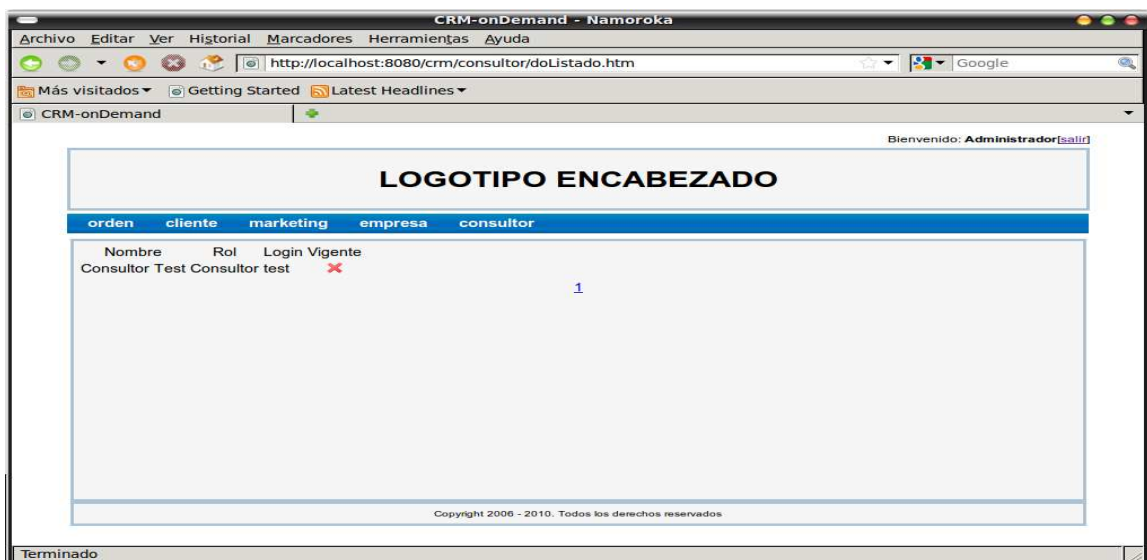 CRM-onDemand - Namoroka
Archivo Editar Ver Historial Marcadores Herramientas Ayuda
http://localhost:8080/crm/consultor/doListado.htm Google
Más visitados Getting Started Latest Headlines
CRM-onDemand
Bienvenido: Administrador[salir]
LOGOTIPO ENCABEZADO
orden cliente marketing empresa consultor
Nombre Rol Login Vigente
Consultor Test Consultor test
1
Copyright 2006 - 2010. Todos los derechos reservados
Terminado